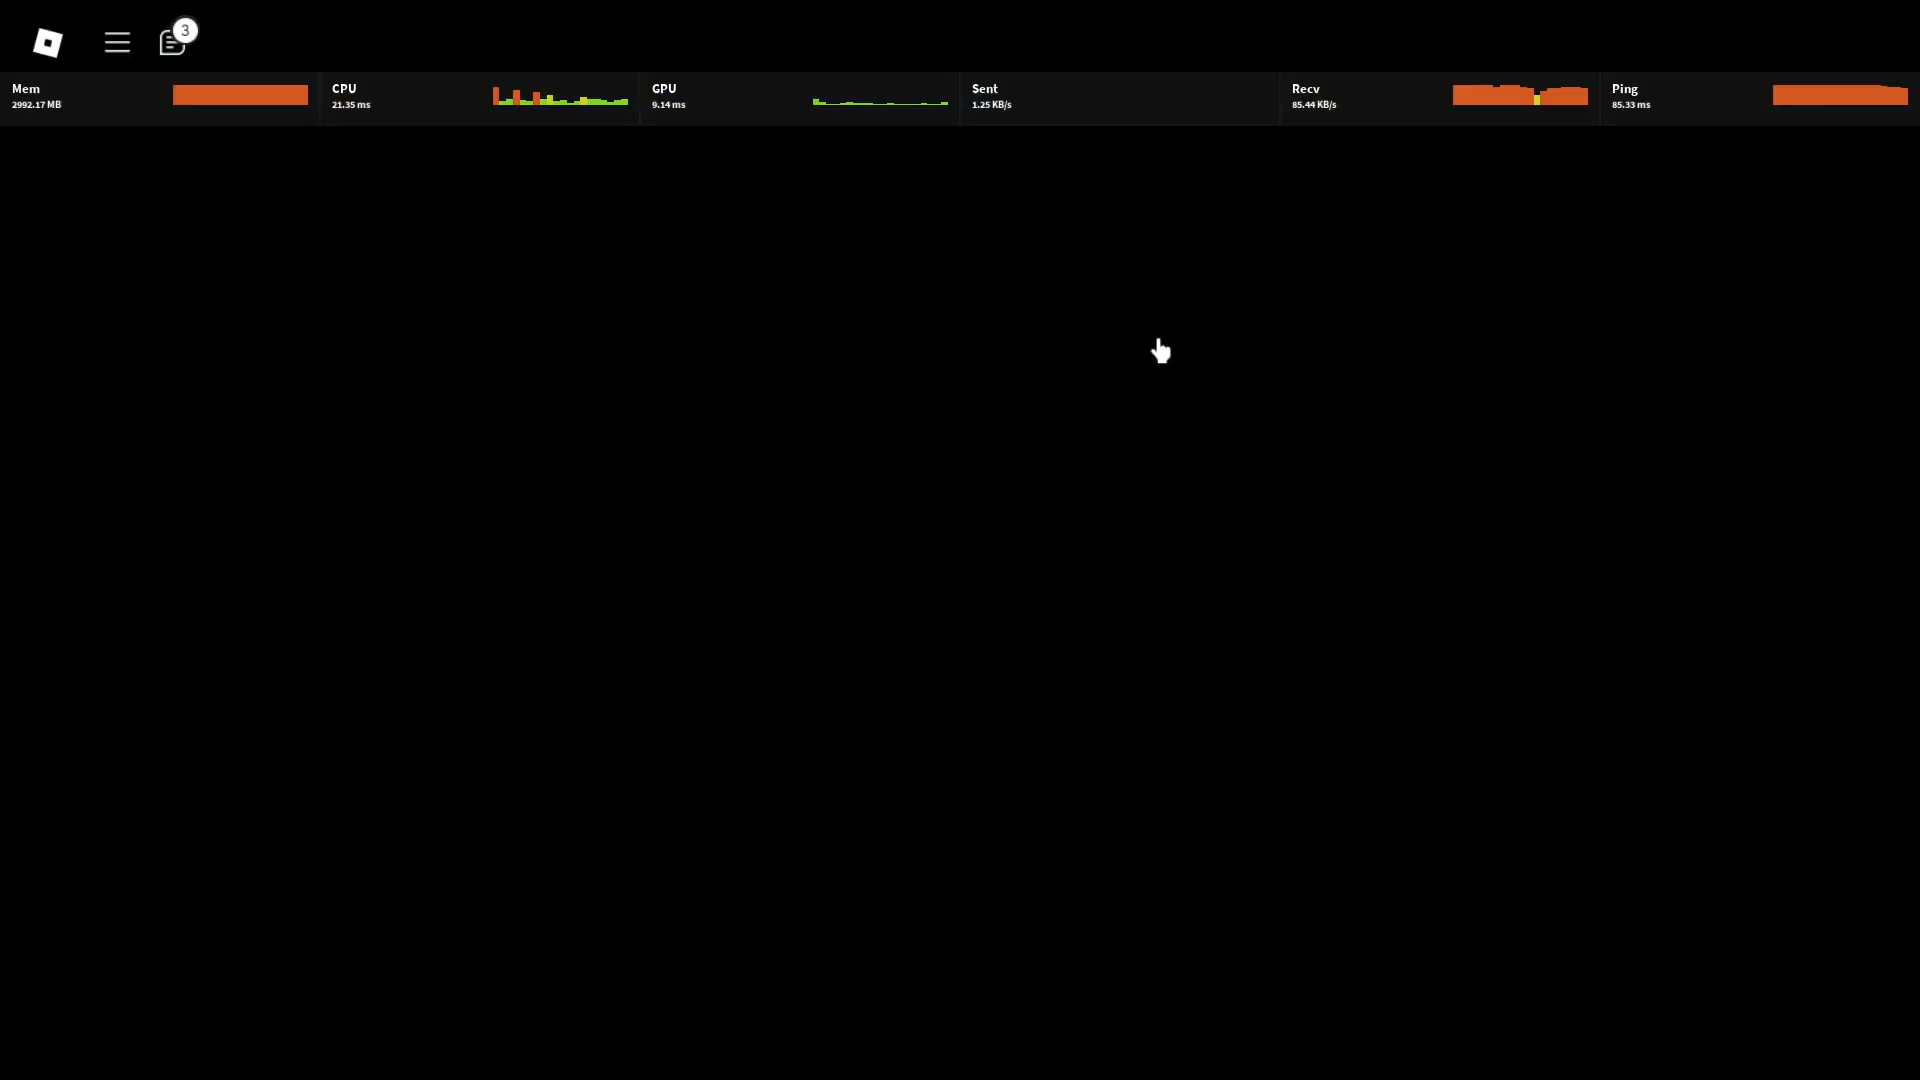 3
Mem
2992.17 MB
CPU
21.35 ms
GPU
9.14 ms
Sent
1.25 KB/s
Recv
85.44 KB/s
Ping
85.33 ms